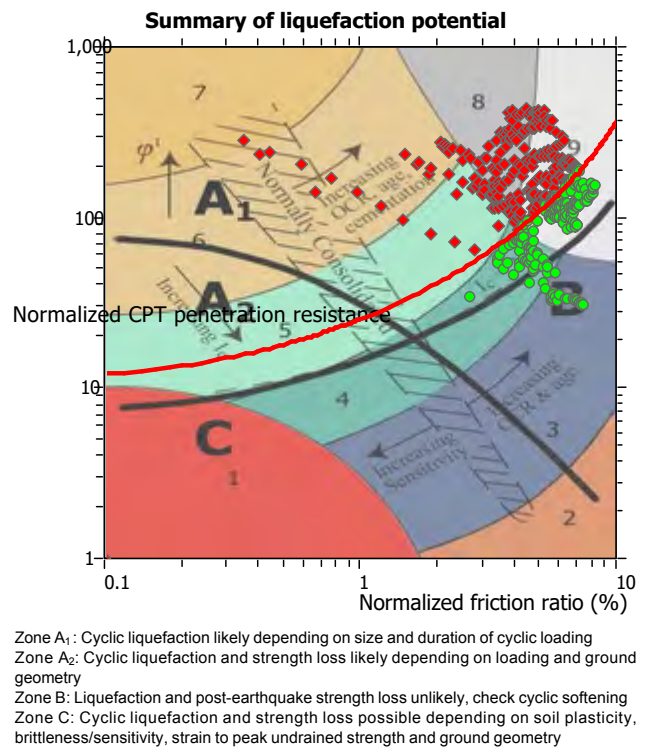 Summary of liquefaction potential
1,000
7
8
9
φ'
Increasing
OCR, age,
cementation
Normally Consolidated
A1
100
6
A2
Increasing Ic
Normalized CPT penetration resistance
5
Ic
B
10
4
Increasing
OCR & age
3
C
Increasing
Sensitivity
1
2
1
0.1
1
10
Normalized friction ratio (%)
Zone A1: Cyclic liquefaction likely depending on size and duration of cyclic loading
Zone A2: Cyclic liquefaction and strength loss likely depending on loading and ground
geometry
Zone B: Liquefaction and post-earthquake strength loss unlikely, check cyclic softening
Zone C: Cyclic liquefaction and strength loss possible depending on soil plasticity,
brittleness/sensitivity, strain to peak undrained strength and ground geometry